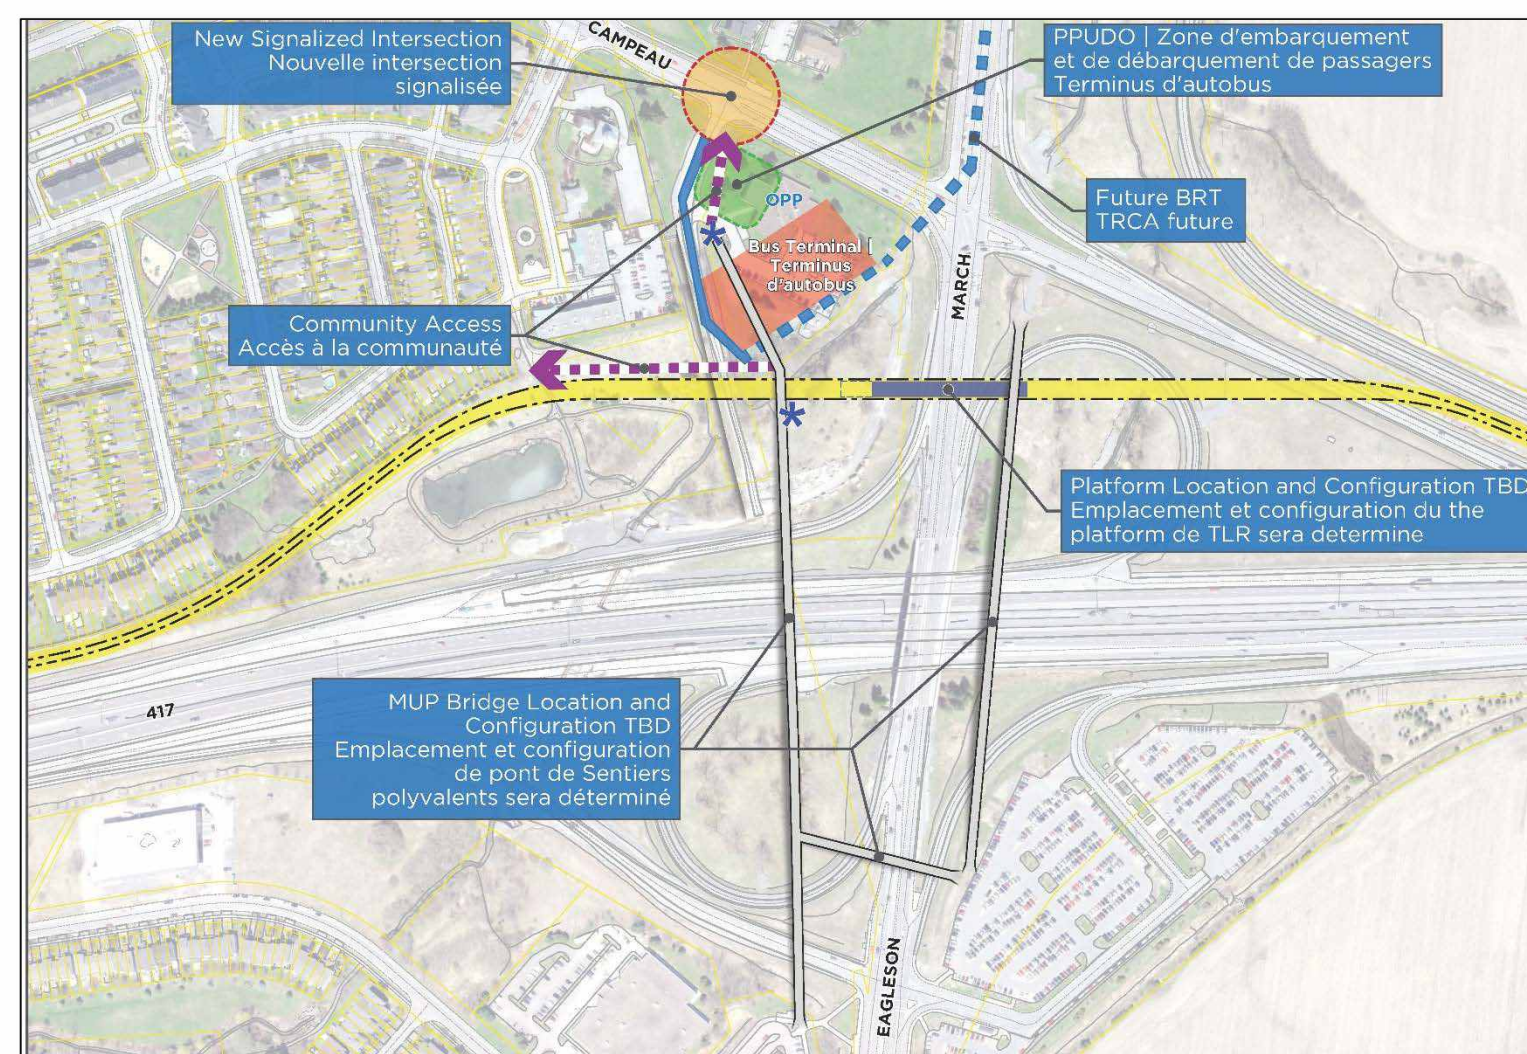 New Signalized Intersection
Nouvelle intersection
signalisée
CAMPEAU
PPUDO | Zone d'embarquement
et de débarquement de passagers
Terminus d'autobus
OPP
Future BRT
TRCA future
Bus Terminal |
Terminus
d'autobus
MARCH
Community Access
Accès à la communauté
Platform Location and Configuration TBD
Emplacement et configuration du the
platform de TLR sera determine
417
MUP Bridge Location and
Configuration TBD
Emplacement et configuration
de pont de Sentiers
polyvalents sera déterminé
EAGLESON